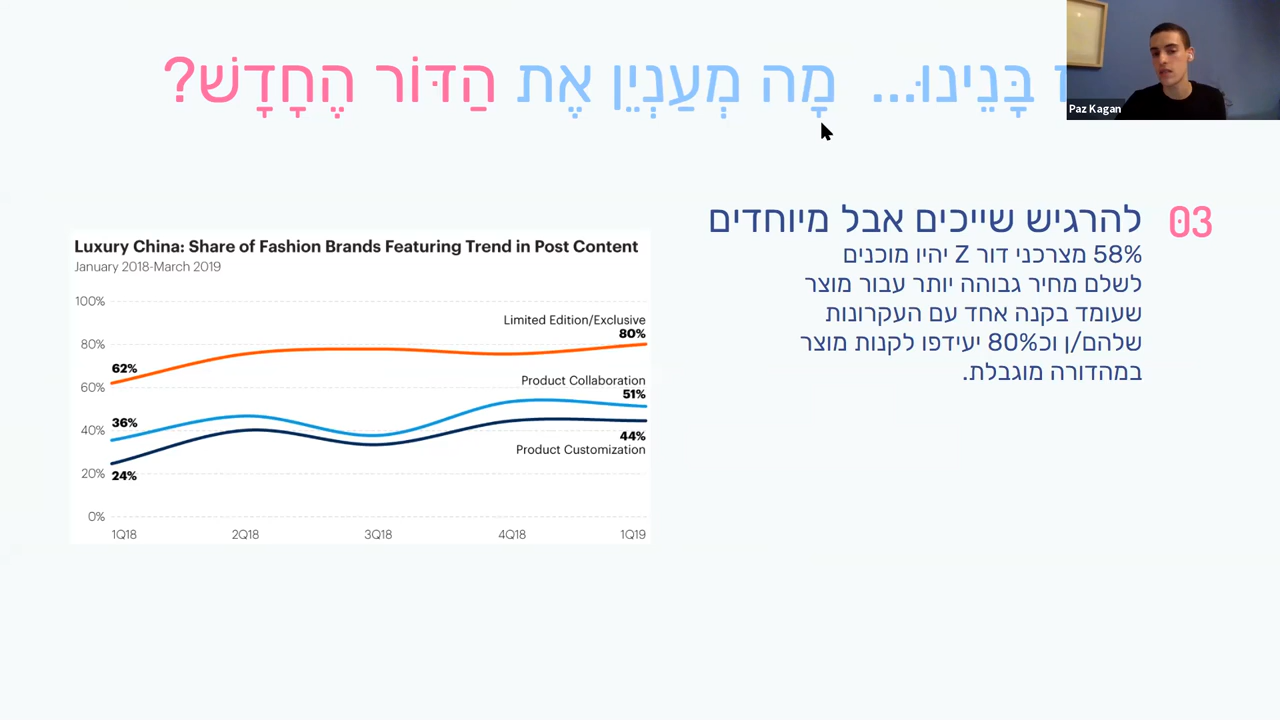 בָּנֵינוּ... מָה מְעַנְיֵן אֶת הַדּוֹר הֶחָדָשׁ?
Paz Kagan
03
להרגיש שייכים אבל מיוחדים
58% מצרכני דור Z יהיו מוכנים
לשלם מחיר גבוהה יותר עבור מוצר
שעומד בקנה אחד עם העקרונות
שלהם/ן וכ80% יעידפו לקנות מוצר
במהדורה מוגבלת.
Luxury China: Share of Fashion Brands Featuring Trend in Post Content
January 2018-March 2019
100%
Limited Edition/Exclusive
80%
80%
62%
60%
Product Collaboration
51%
36%
40%
44%
Product Customization
20%
24%
0%
1Q18 2Q18 3Q18 4Q18 1Q19